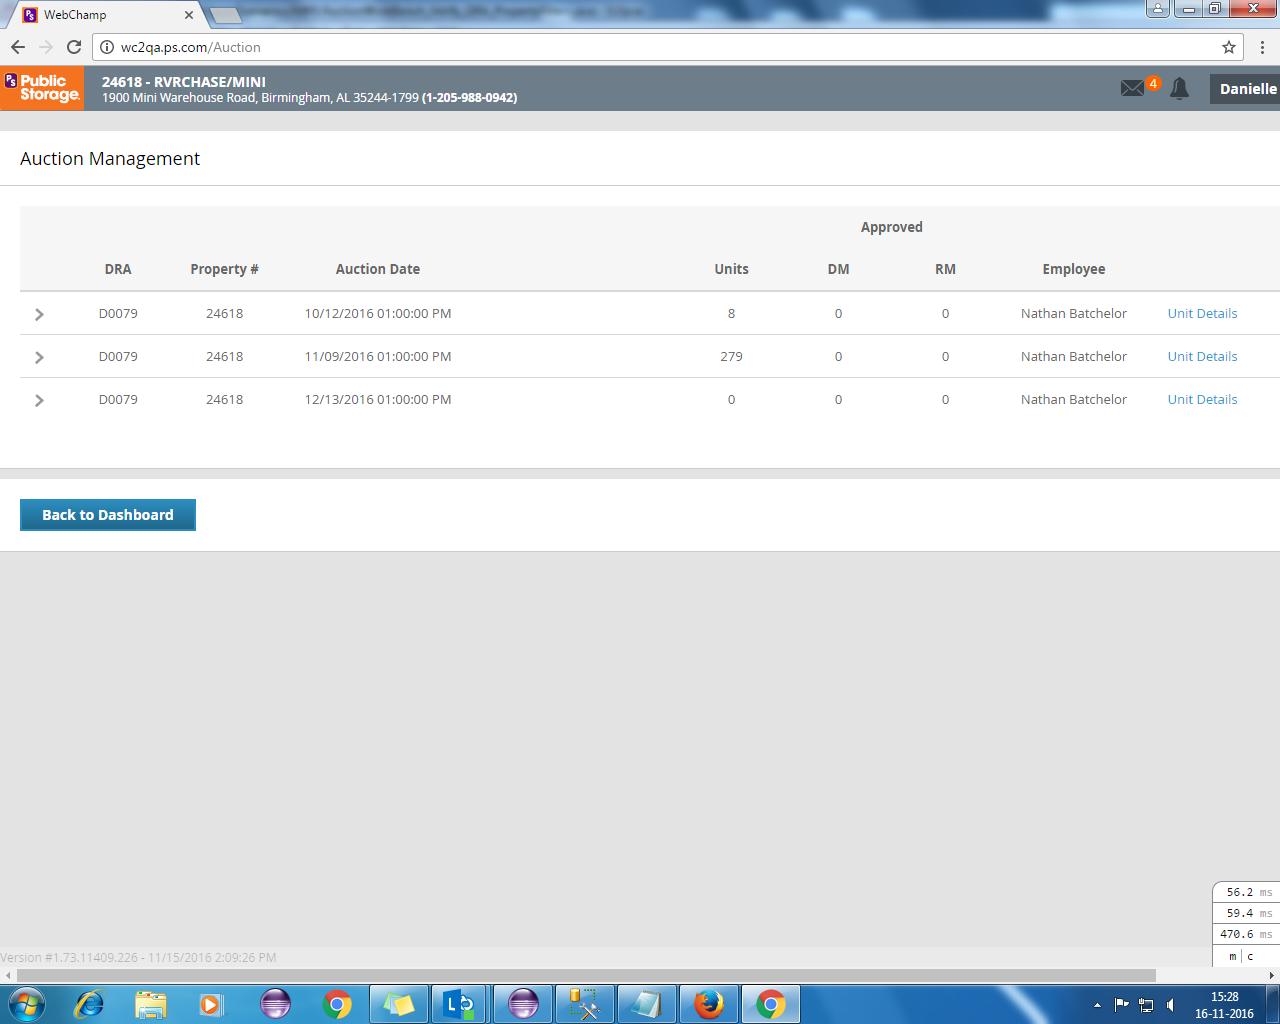 WebChamp
wc2qa.ps.com/Auction
Public Storage.
24618 - RVRCHASE/MINI
1900 Mini Warehouse Road, Birmingham, AL 35244-1799 (1-205-988-0942)
4
Danielle
Auction Management
Approved
DRA Property # Auction Date Units DM RM Employee
D0079 24618 10/12/2016 01:00:00 PM 8 0 0 Nathan Batchelor Unit Details
D0079 24618 11/09/2016 01:00:00 PM 279 0 0 Nathan Batchelor Unit Details
D0079 24618 12/13/2016 01:00:00 PM 0 0 0 Nathan Batchelor Unit Details
Back to Dashboard
56.2 ms
59.4 ms
470.6 ms
m | c
Version #1.73.11409.226 - 11/15/2016 2:09:26 PM
15:28
16-11-2016